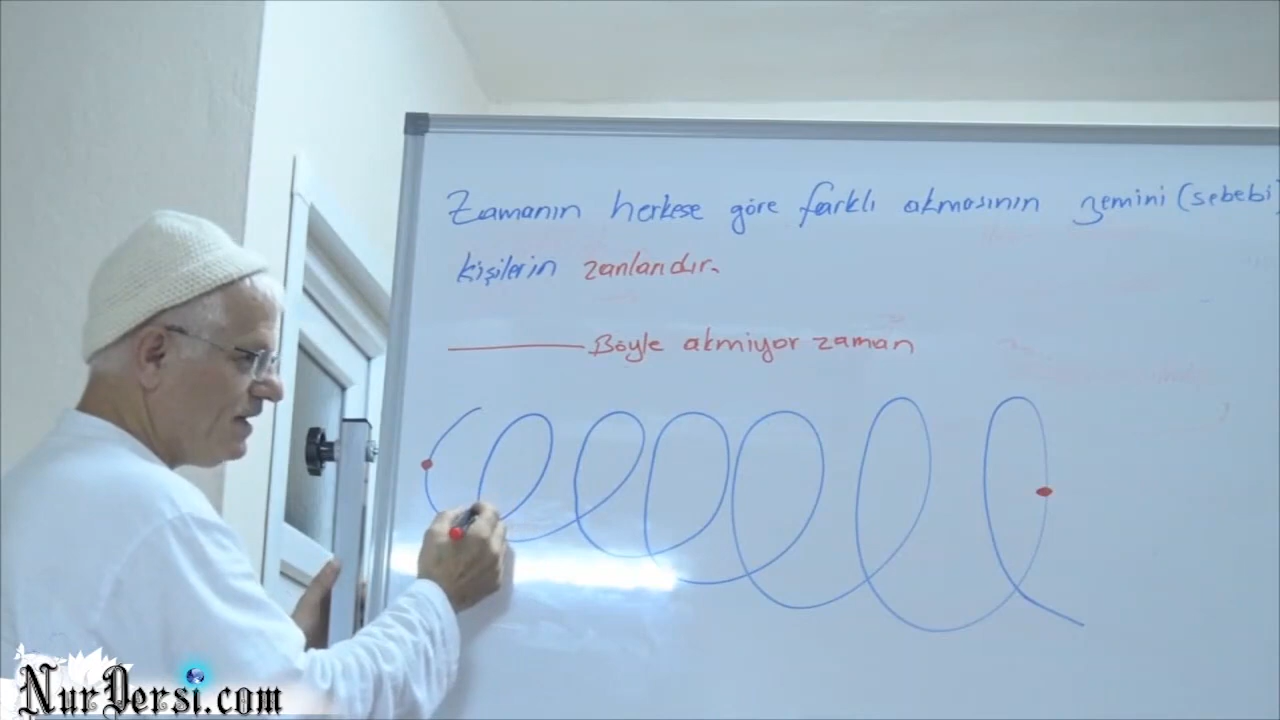 Zamanın herkese göre farklı akmasının zemini (sebebi)
kişilerin zanlarıdır.
Böyle akmıyor zaman
NurDersi.com